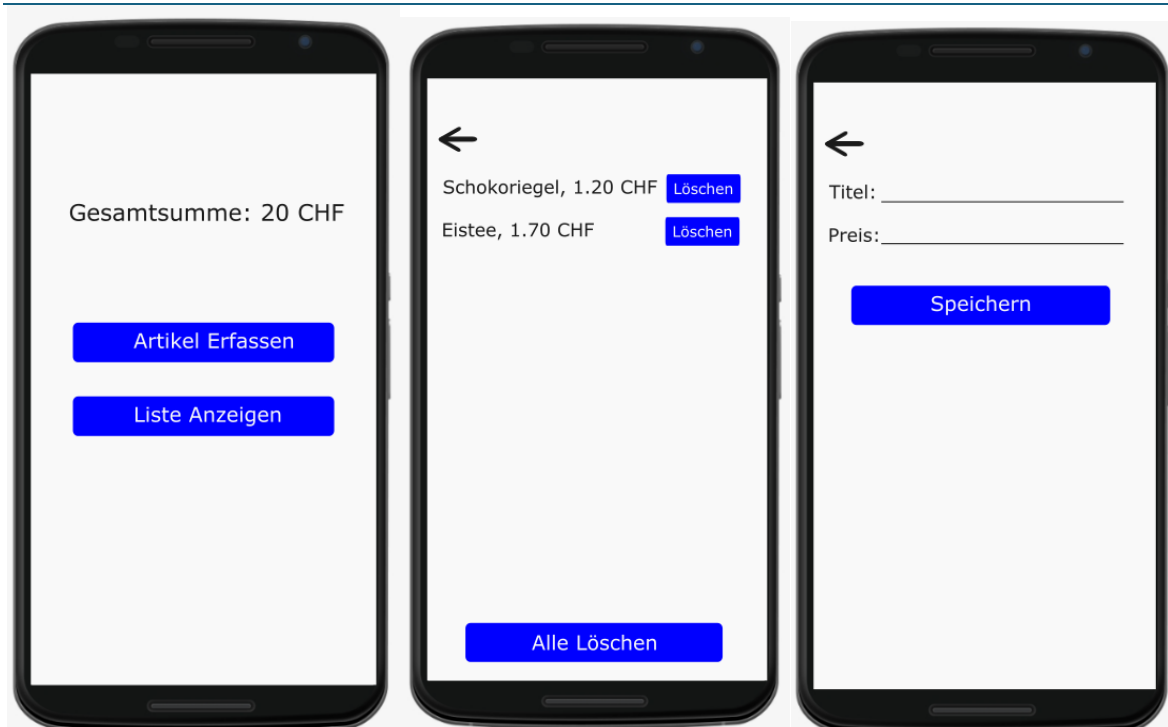 Gesamtsumme: 20 CHF
Artikel Erfassen
Liste Anzeigen
Schokoriegel, 1.20 CHF Löschen
Eistee, 1.70 CHF Löschen
Alle Löschen
Titel:
Preis:
Speichern